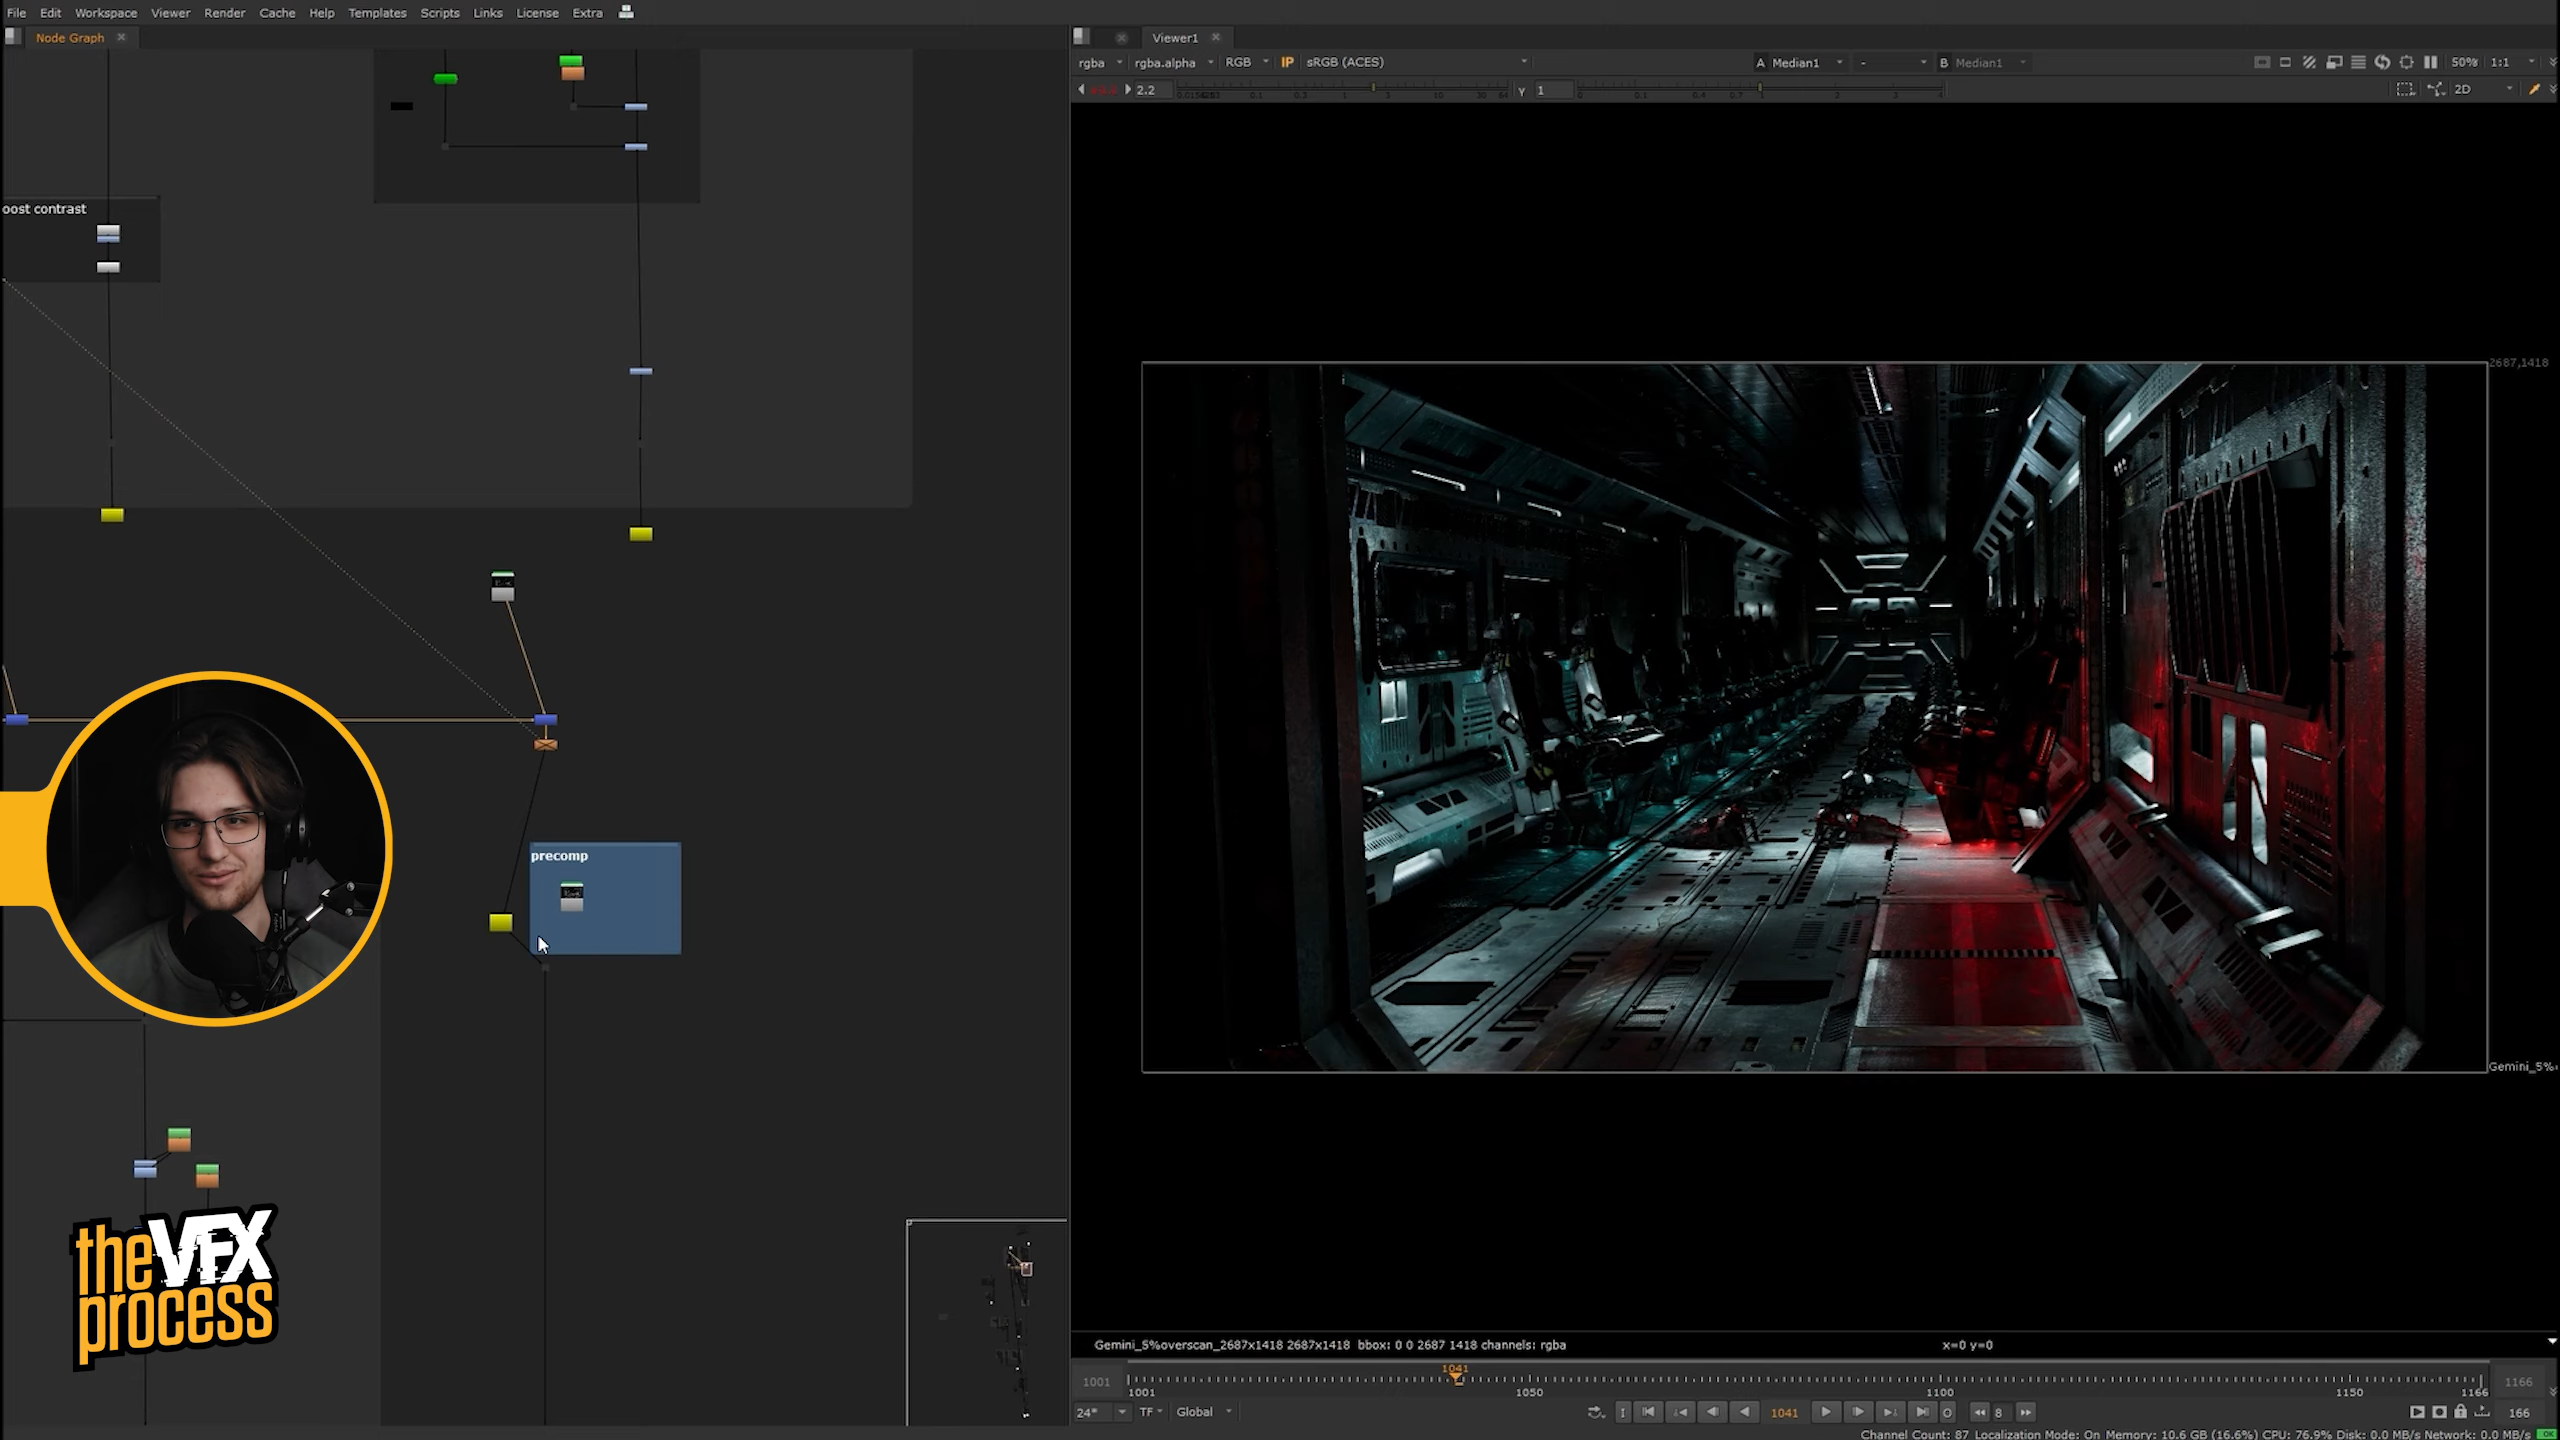 File Edit Workspace Viewer Render Cache Help Templates Scripts Links License Extra
Node Graph
oost contrast
precomp
the VFX
process
Viewer1
rgba rgba.alpha RGB IP sRGB (ACES) A Median1 - B Median1 50% 1:1
2.2 Y 1 2D
2687,1418
Gemini_5%
Gemini_5%overscan_2687x1418 2687x1418 bbox: 0 0 2687 1418 channels: rgba x=0 y=0
1041
1001 1001 1050 1100 1150 1166 1166
24* TF Global I 1041 O 8 166
Channel Count: 87 Localization Mode: On Memory: 10.6 GB (16.6%) CPU: 76.9% Disk: 0.0 MB/s Network: 0.0 MB/s